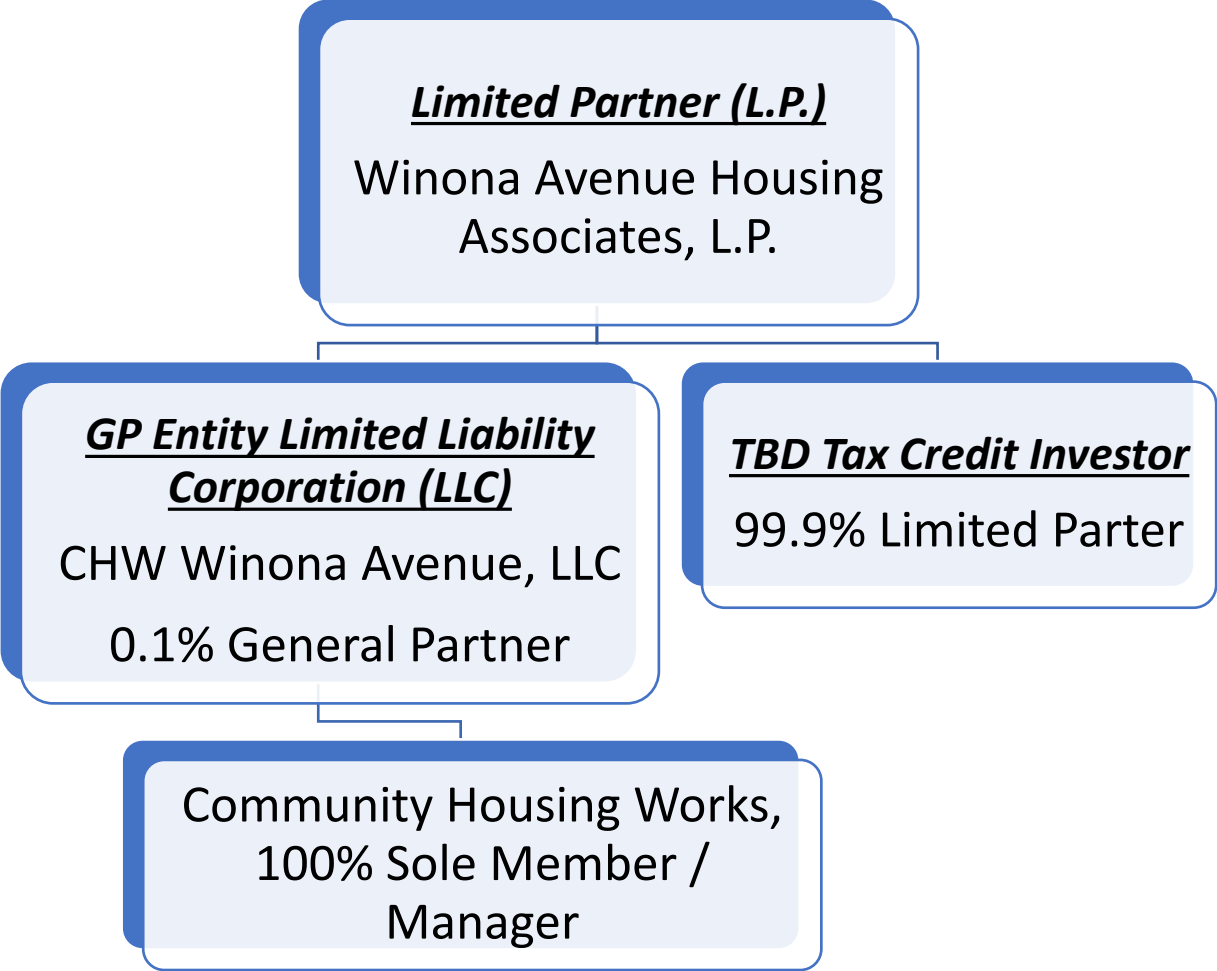 Limited Partner (L.P.)
Winona Avenue Housing
Associates, L.P.
GP Entity Limited Liability
Corporation (LLC)
CHW Winona Avenue, LLC
0.1% General Partner
TBD Tax Credit Investor
99.9% Limited Parter
Community Housing Works,
100% Sole Member /
Manager